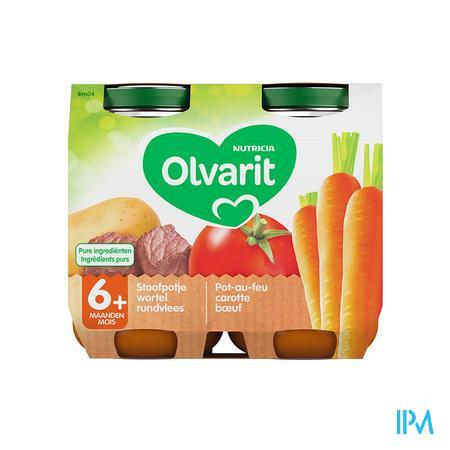 6m04
NUTRICIA
Olvarit
Pure ingrediënten
Ingrédients purs
6+
MAANDEN
MOIS
Stoofpotje
wortel
rundvlees
Pot-au-feu
carotte
bœuf
IPM